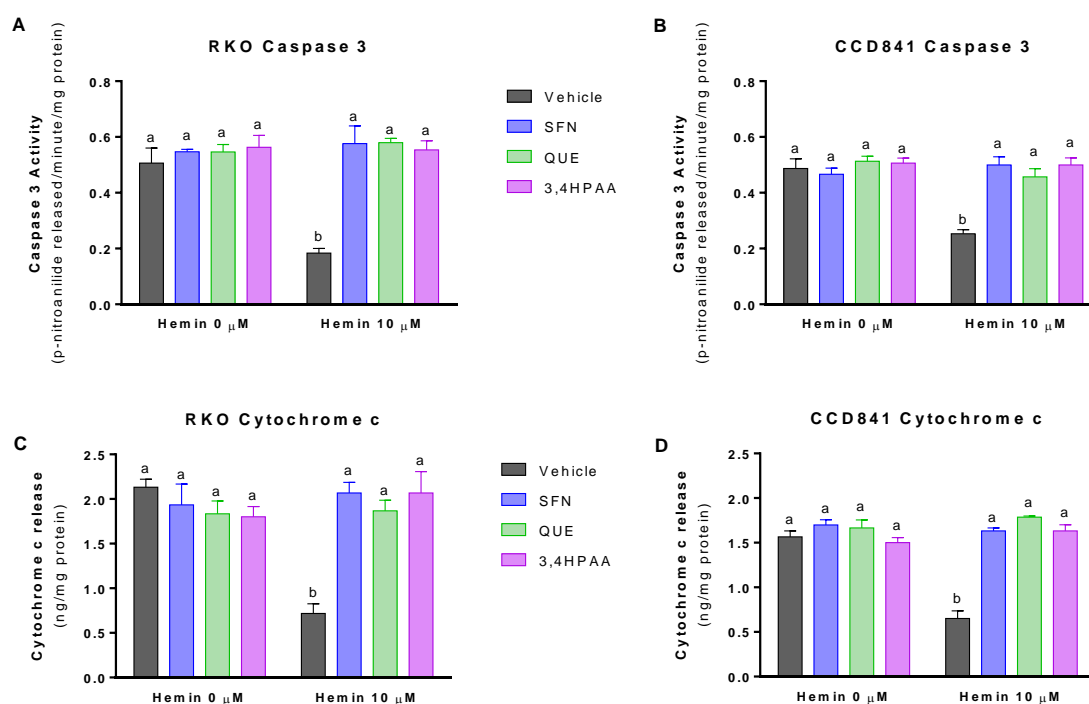 A
RKO Caspase 3
Caspase 3 Activity
(p-nitroanilide released/minute/mg protein)
0.8
0.6
0.4
0.2
0.0
a a a a
b a a a
Hemin 0 μM Hemin 10 μM
Vehicle
SFN
QUE
3,4HPAA
B
CCD841 Caspase 3
Caspase 3 Activity
(p-nitroanilide released/minute/mg protein)
0.8
0.6
0.4
0.2
0.0
a a a a
b a a a
Hemin 0 μM Hemin 10 μM
C
RKO Cytochrome c
Cytochrome c release
(ng/mg protein)
2.5
2.0
1.5
1.0
0.5
0.0
a a a a
b a a a
Hemin 0 μM Hemin 10 μM
Vehicle
SFN
QUE
3,4HPAA
D
CCD841 Cytochrome c
Cytochrome c release
(ng/mg protein)
2.5
2.0
1.5
1.0
0.5
0.0
a a a a
b a a a
Hemin 0 μM Hemin 10 μM